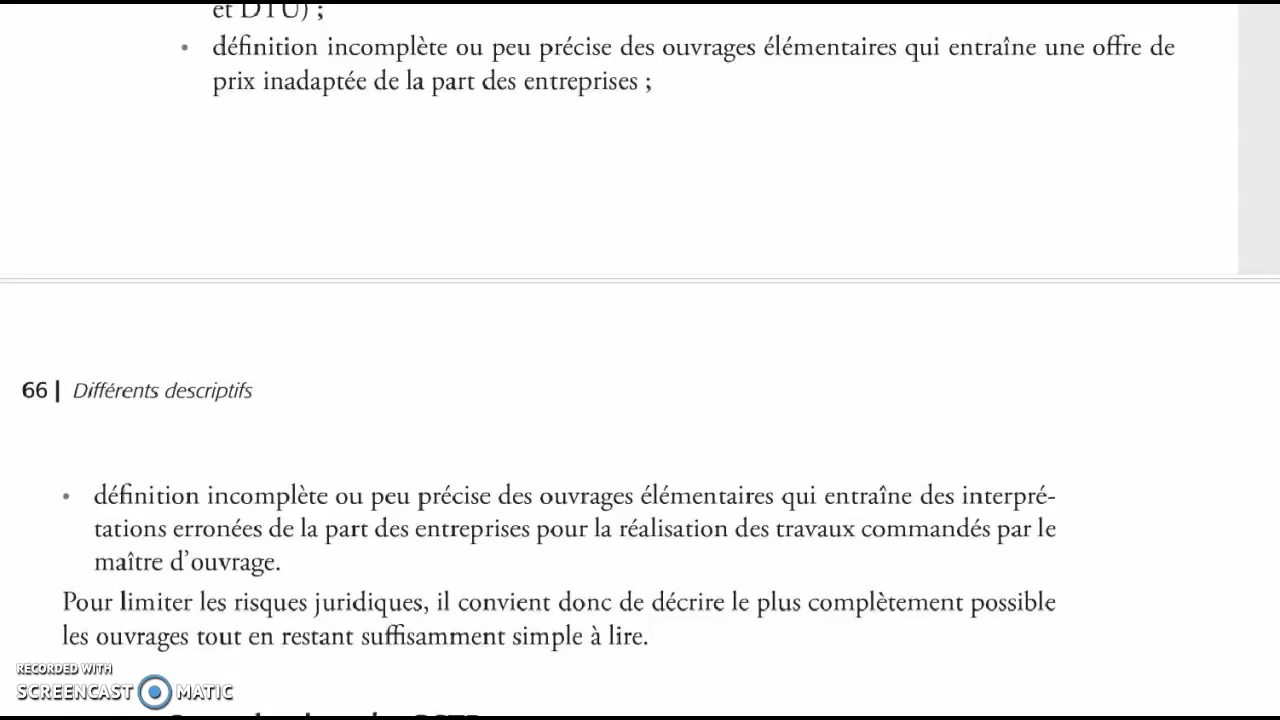 et DTU) ;
• définition incomplète ou peu précise des ouvrages élémentaires qui entraîne une offre de
prix inadaptée de la part des entreprises ;
66 | Différents descriptifs
• définition incomplète ou peu précise des ouvrages élémentaires qui entraîne des interpré-
tations erronées de la part des entreprises pour la réalisation des travaux commandés par le
maître d'ouvrage.
Pour limiter les risques juridiques, il convient donc de décrire le plus complètement possible
les ouvrages tout en restant suffisamment simple à lire.
RECORDED WITH
SCREENCAST MATIC